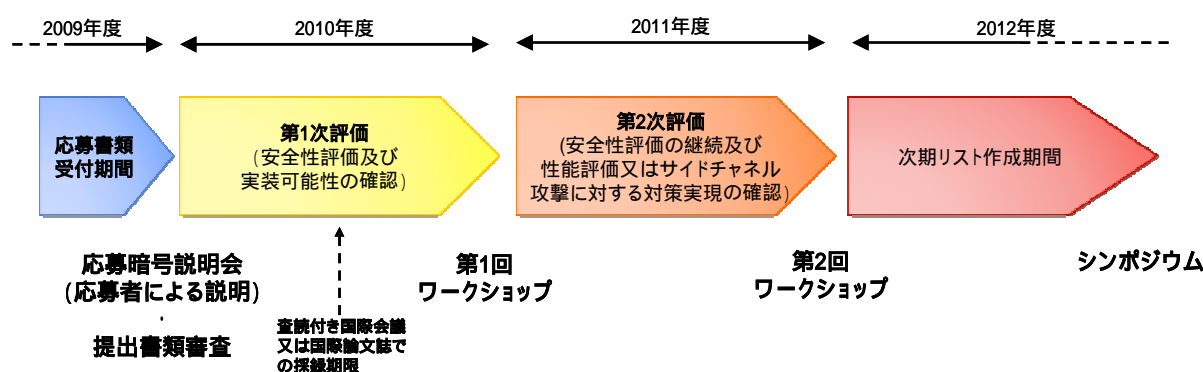 2009年度
2010年度
2011年度
2012年度
応募書類
受付期間
第1次評価
(安全性評価及び
実装可能性の確認)
第2次評価
(安全性評価の継続及び
性能評価又はサイドチャネル
攻撃に対する対策実現の確認)
次期リスト作成期間
応募暗号説明会
(応募者による説明)
・
提出書類審査
査読付き国際会議
又は国際論文誌で
の採録期限
第1回
ワークショップ
第2回
ワークショップ
シンポジウム